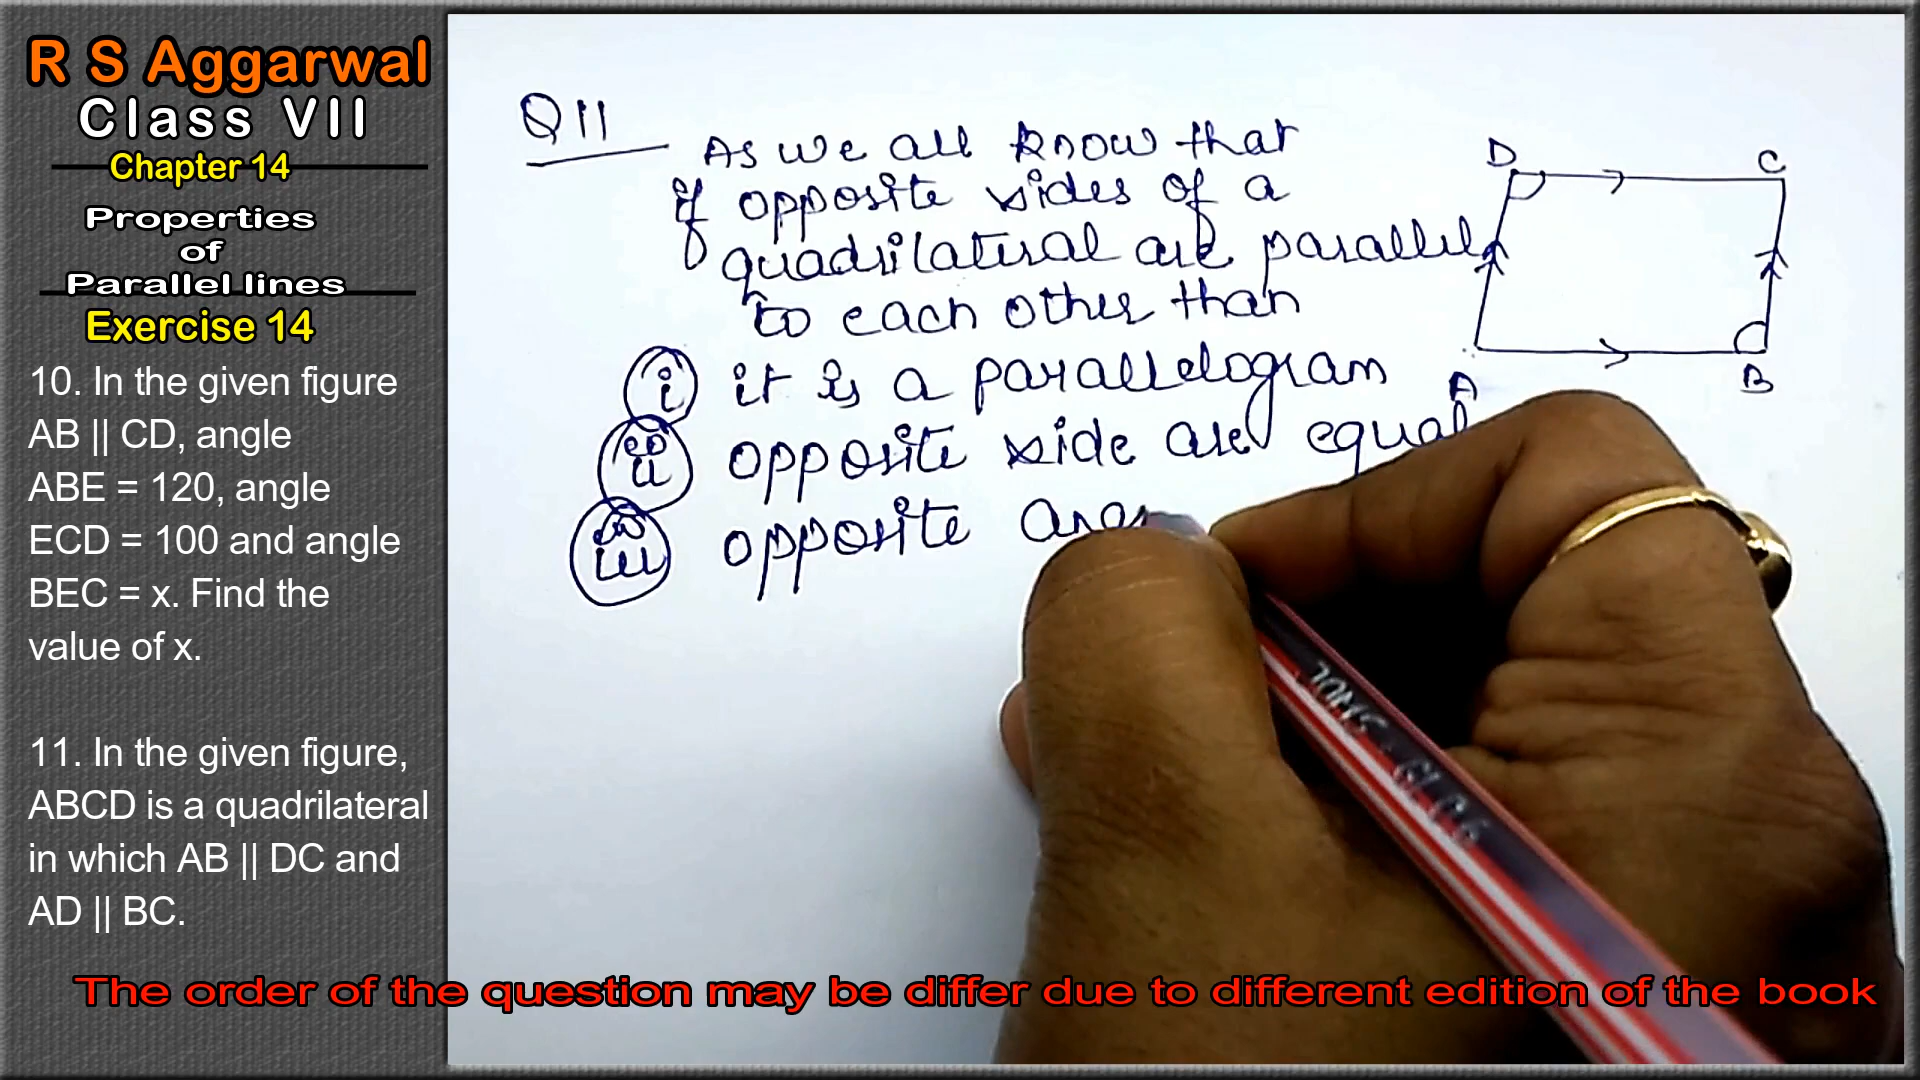 R S Aggarwal
Class VII
Chapter 14
Properties
of
Parallel lines
Exercise 14
10. In the given figure
AB || CD, angle
ABE = 120, angle
ECD = 100 and angle
BEC = x. Find the
value of x.
11. In the given figure,
ABCD is a quadrilateral
in which AB || DC and
AD || BC.
Q11
As we all know that
if opposite sides of a
quadrilateral are parallel
to each other than
i it is a parallelogram
ii opposite side are equal
iii opposite
D C
A B
The order of the question may be differ due to different edition of the book